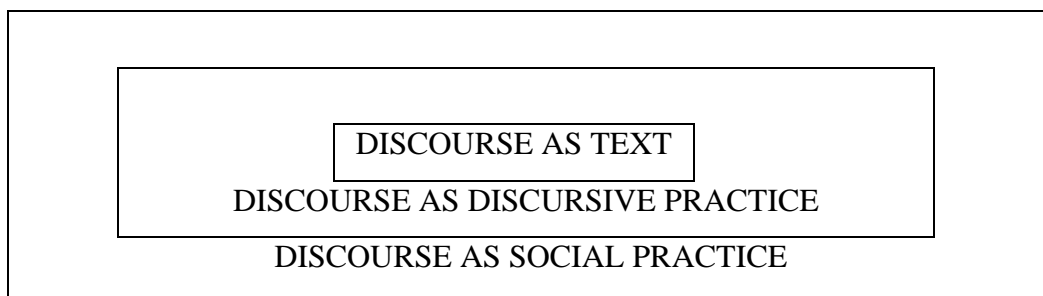 DISCOURSE AS TEXT
DISCOURSE AS DISCURSIVE PRACTICE
DISCOURSE AS SOCIAL PRACTICE